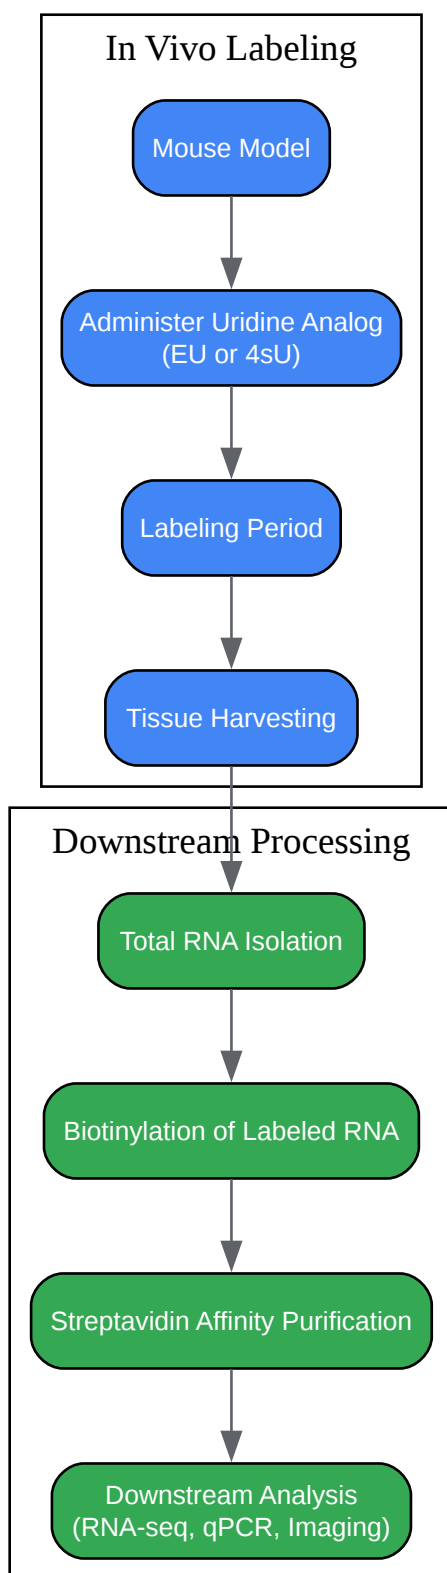 In Vivo Labeling
Mouse Model
Administer Uridine Analog
(EU or 4sU)
Labeling Period
Tissue Harvesting
Downstream Processing
Total RNA Isolation
Biotinylation of Labeled RNA
Streptavidin Affinity Purification
Downstream Analysis
(RNA-seq, qPCR, Imaging)